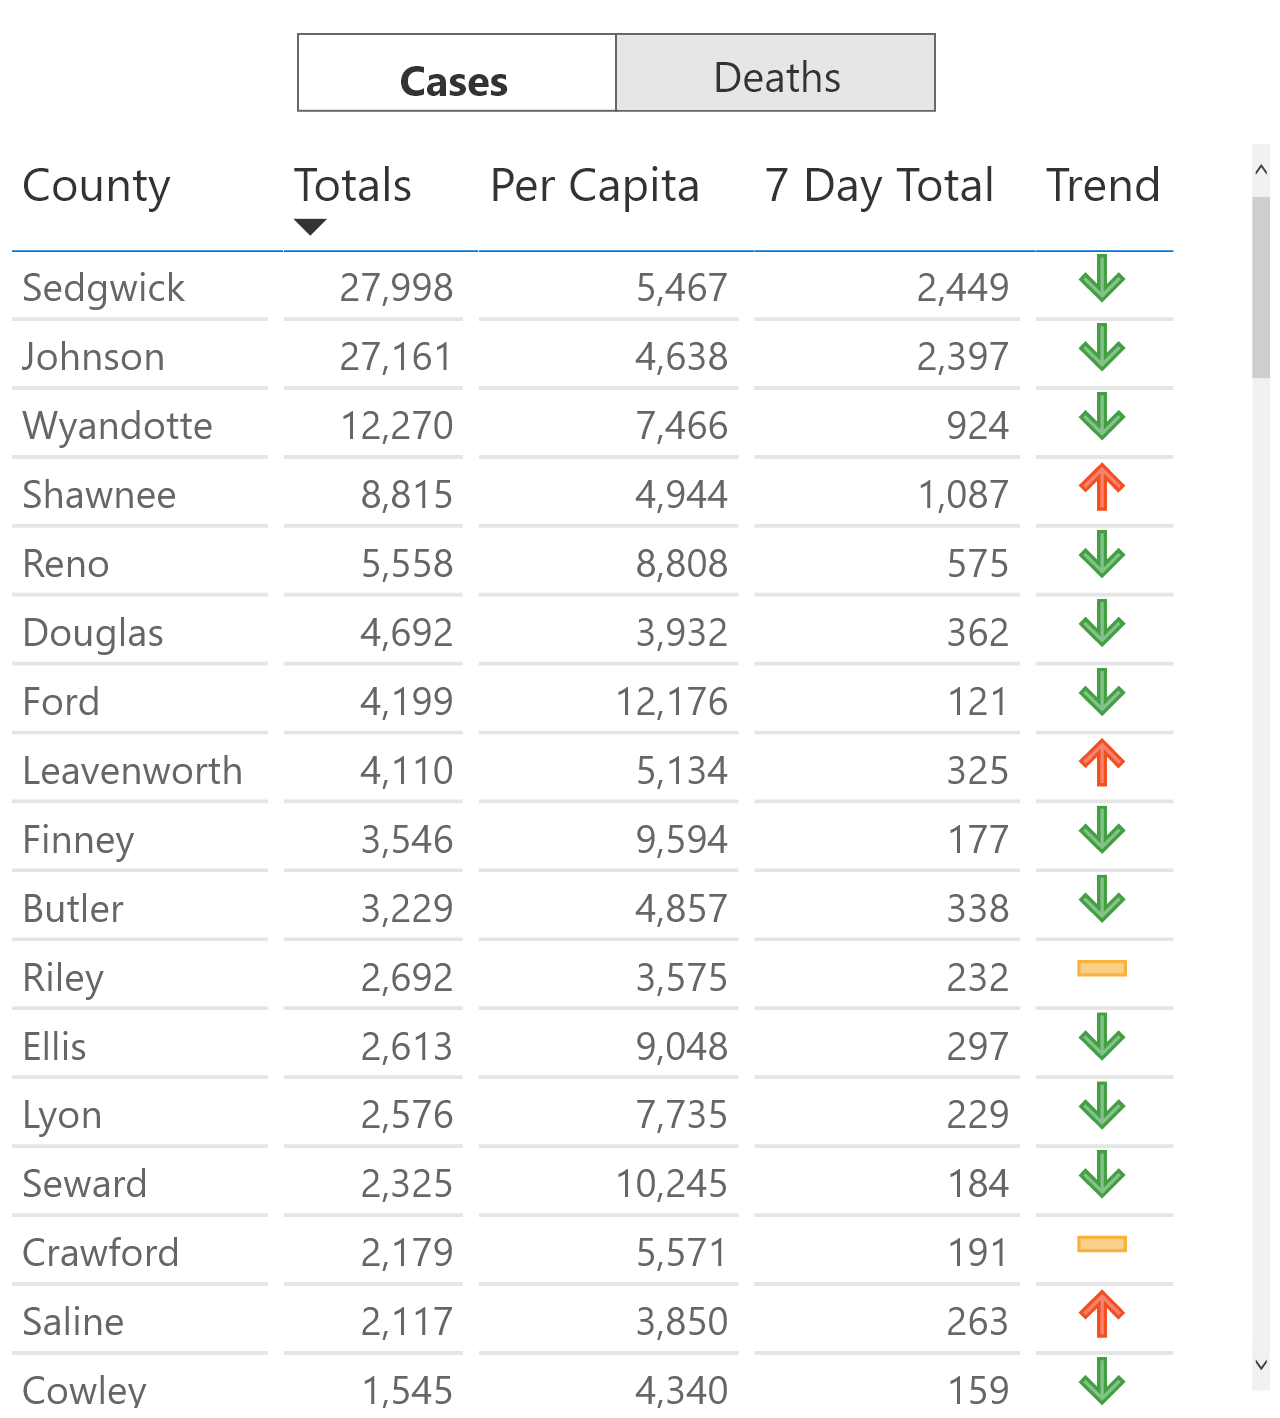 Cases Deaths
County Totals Per Capita 7 Day Total Trend
Sedgwick 27,998 5,467 2,449
Johnson 27,161 4,638 2,397
Wyandotte 12,270 7,466 924
Shawnee 8,815 4,944 1,087
Reno 5,558 8,808 575
Douglas 4,692 3,932 362
Ford 4,199 12,176 121
Leavenworth 4,110 5,134 325
Finney 3,546 9,594 177
Butler 3,229 4,857 338
Riley 2,692 3,575 232
Ellis 2,613 9,048 297
Lyon 2,576 7,735 229
Seward 2,325 10,245 184
Crawford 2,179 5,571 191
Saline 2,117 3,850 263
Cowley 1,545 4,340 159